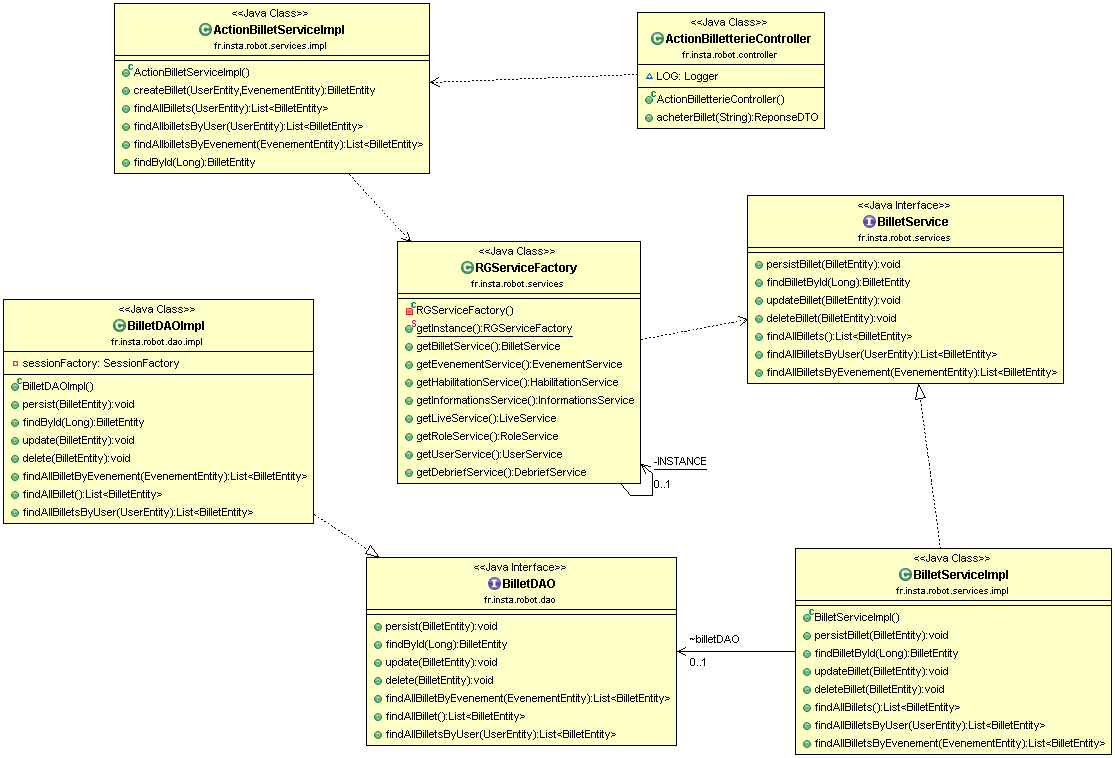 <<Java Class>>
ActionBilletServiceImpl
fr.insta.robot.services.impl
ActionBilletServiceImpl()
createBillet(UserEntity,EvenementEntity):BilletEntity
findAllBillets(UserEntity):List<BilletEntity>
findAllbilletsByUser(UserEntity):List<BilletEntity>
findAllbilletsByEvenement(EvenementEntity):List<BilletEntity>
findById(Long):BilletEntity
<<Java Class>>
ActionBilletterieController
fr.insta.robot.controller
LOG: Logger
ActionBilletterieController()
acheterBillet(String):ReponseDTO
<<Java Interface>>
BilletService
fr.insta.robot.services
persistBillet(BilletEntity):void
findBilletById(Long):BilletEntity
updateBillet(BilletEntity):void
deleteBillet(BilletEntity):void
findAllBillets():List<BilletEntity>
findAllBilletsByUser(UserEntity):List<BilletEntity>
findAllBilletsByEvenement(EvenementEntity):List<BilletEntity>
<<Java Class>>
RGServiceFactory
fr.insta.robot.services
RGServiceFactory()
getInstance():RGServiceFactory
getBilletService():BilletService
getEvenementService():EvenementService
getHabilitationService():HabilitationService
getInformationsService():InformationsService
getLiveService():LiveService
getRoleService():RoleService
getUserService():UserService
getDebriefService():DebriefService
-INSTANCE
0..1
<<Java Class>>
BilletDAOImpl
fr.insta.robot.dao.impl
sessionFactory: SessionFactory
BilletDAOImpl()
persist(BilletEntity):void
findById(Long):BilletEntity
update(BilletEntity):void
delete(BilletEntity):void
findAllBilletByEvenement(EvenementEntity):List<BilletEntity>
findAllBillet():List<BilletEntity>
findAllBilletsByUser(UserEntity):List<BilletEntity>
<<Java Interface>>
BilletDAO
fr.insta.robot.dao
persist(BilletEntity):void
findById(Long):BilletEntity
update(BilletEntity):void
delete(BilletEntity):void
findAllBilletByEvenement(EvenementEntity):List<BilletEntity>
findAllBillet():List<BilletEntity>
findAllBilletsByUser(UserEntity):List<BilletEntity>
~billetDAO
0..1
<<Java Class>>
BilletServiceImpl
fr.insta.robot.services.impl
BilletServiceImpl()
persistBillet(BilletEntity):void
findBilletById(Long):BilletEntity
updateBillet(BilletEntity):void
deleteBillet(BilletEntity):void
findAllBillets():List<BilletEntity>
findAllBilletsByUser(UserEntity):List<BilletEntity>
findAllBilletsByEvenement(EvenementEntity):List<BilletEntity>